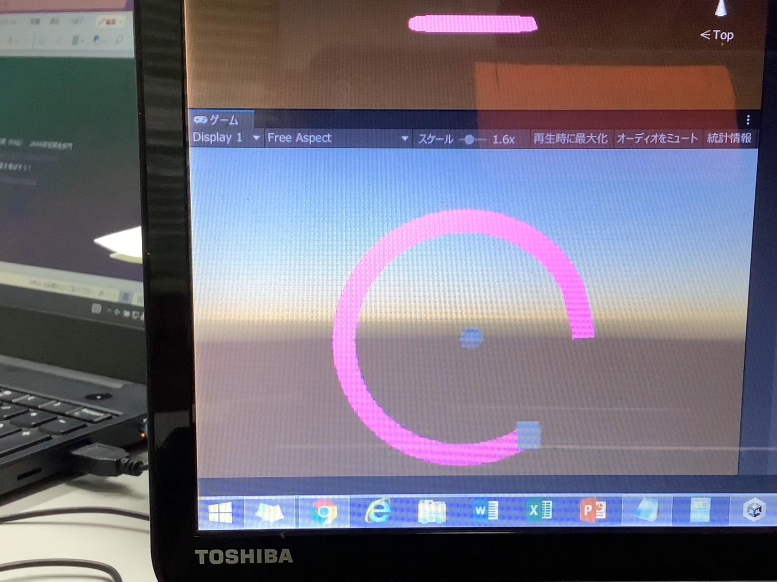 <Top
ゲーム
Display 1 Free Aspect スケール 1.6x 再生時に最大化 オーディオをミュート 統計情報
TOSHIBA